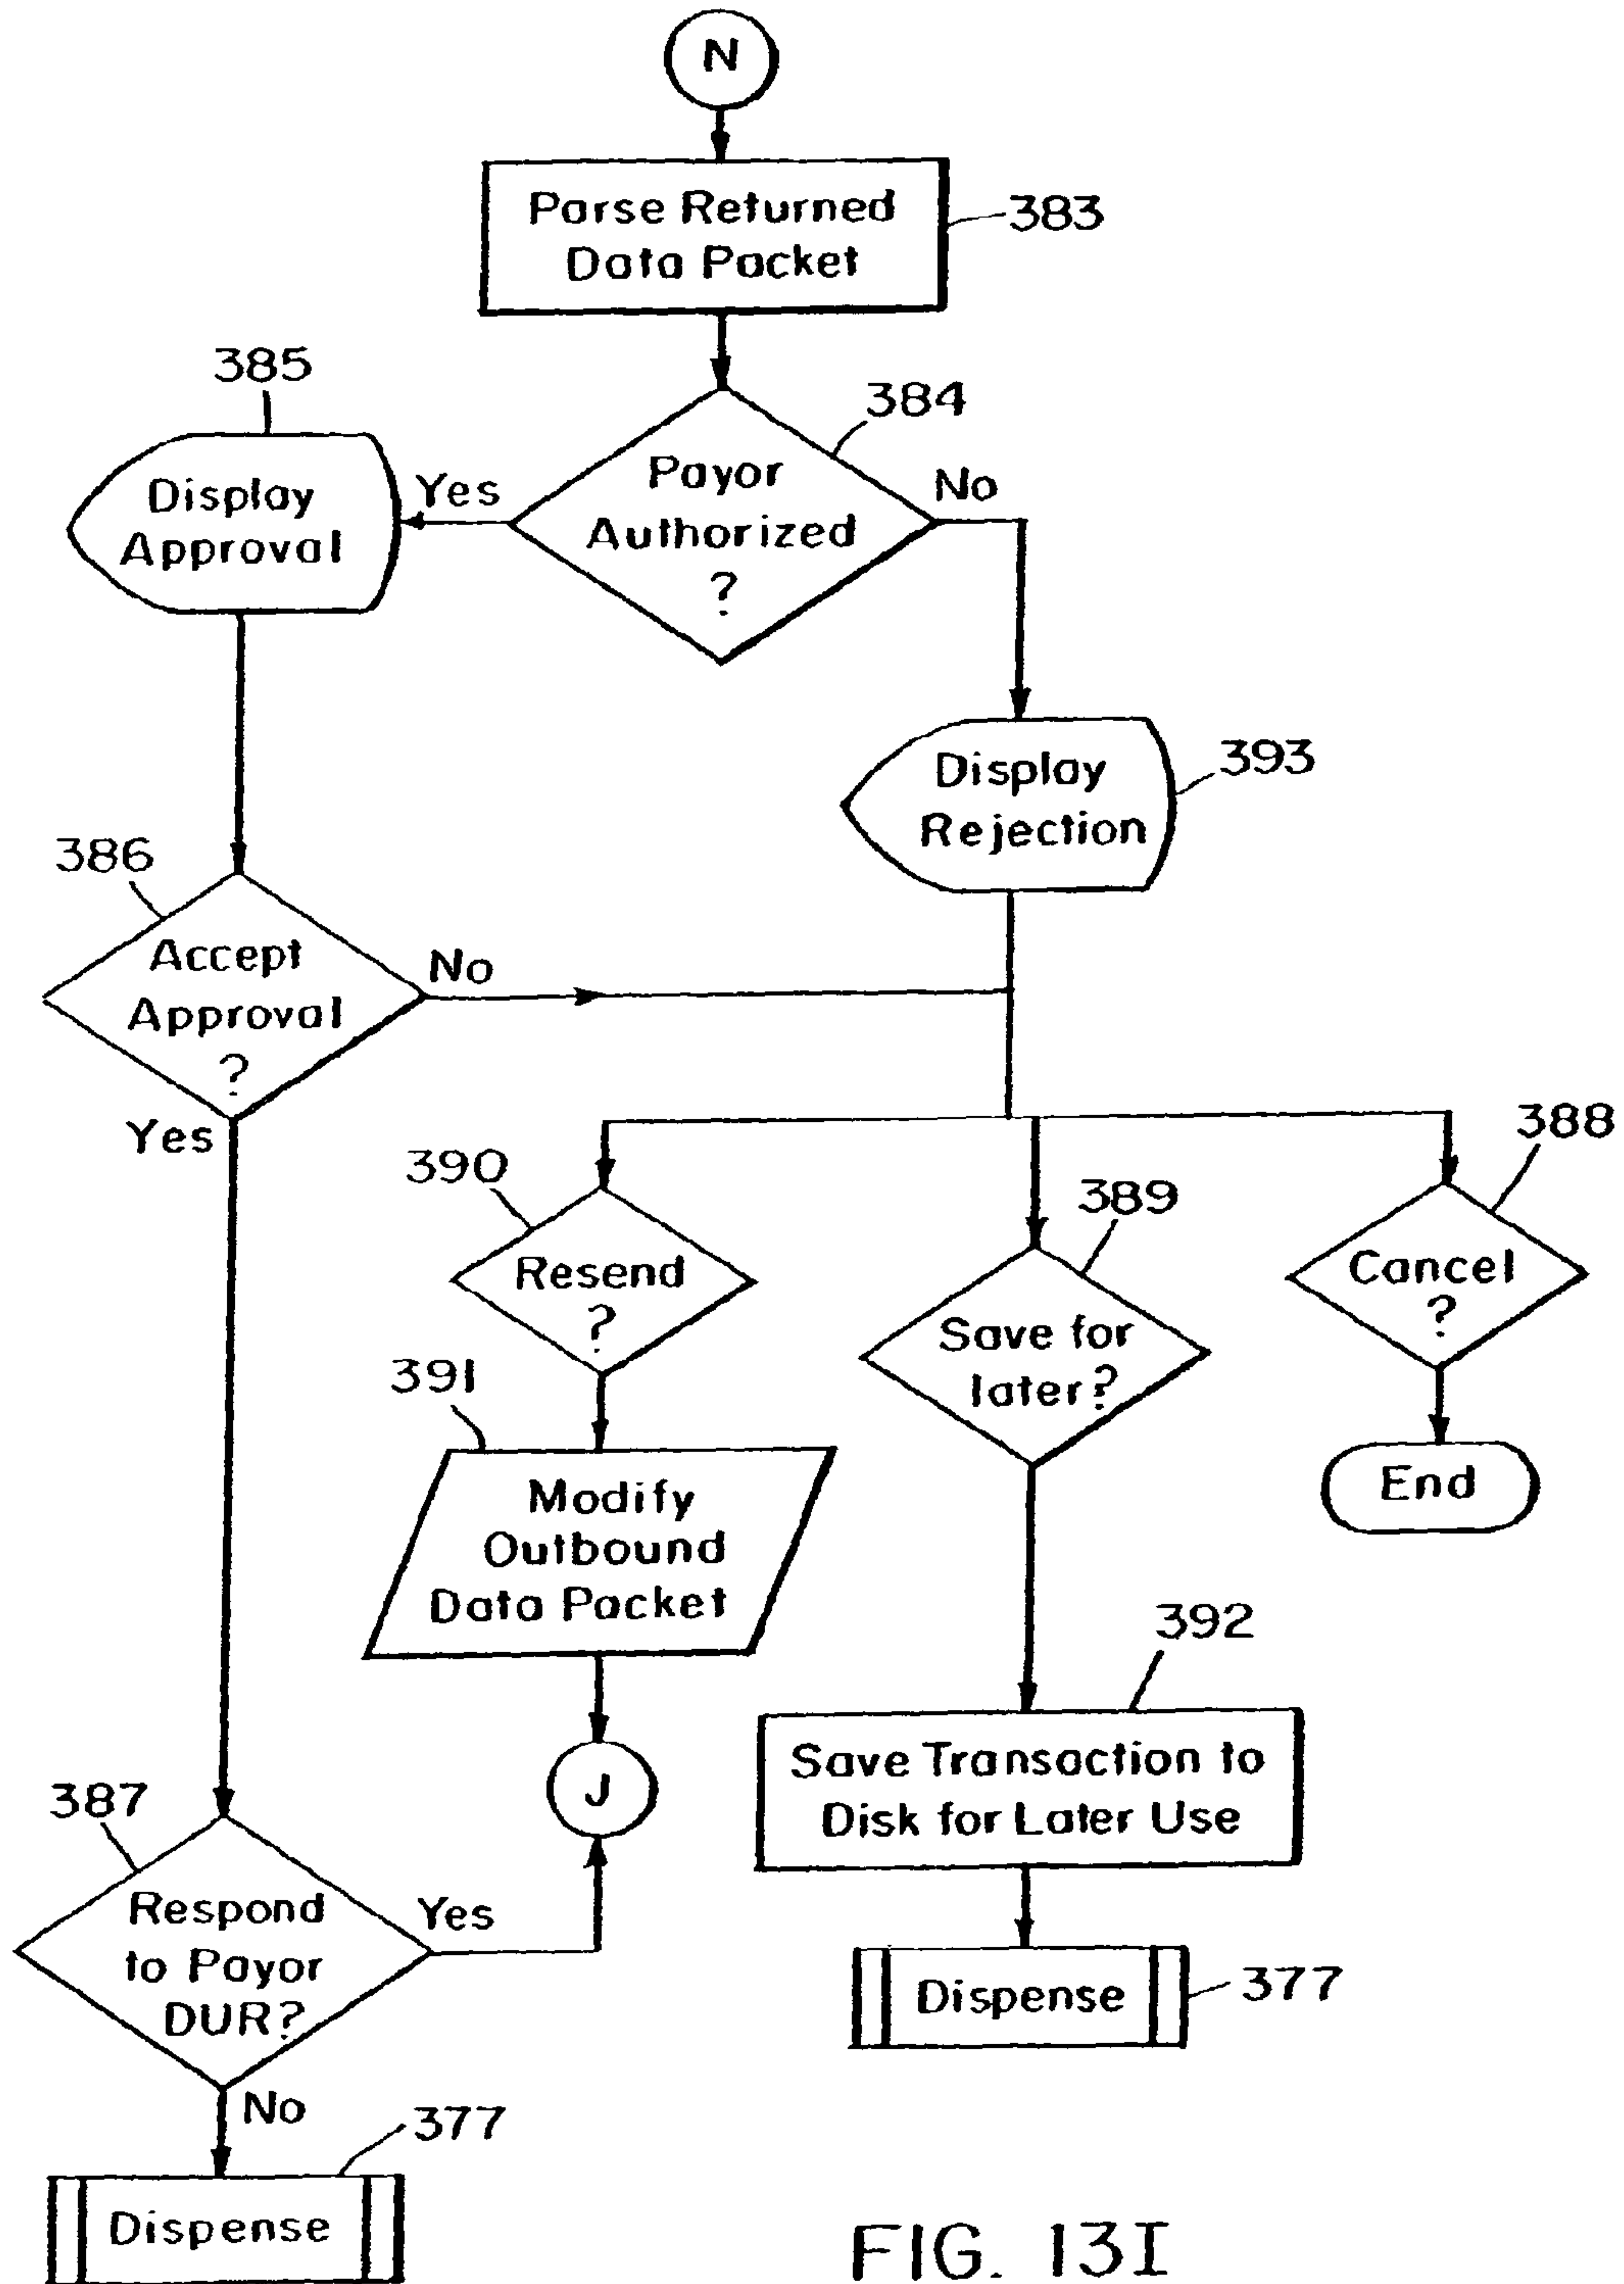 N
Parse Returned
Data Packet
383
385
384
Display
Approval
Yes
Payor
Authorized
?
No
Display
Rejection
393
386
Accept
Approval
?
No
Yes
390
389
388
Resend
?
Save for
later?
Cancel
?
391
Modify
Outbound
Data Packet
End
392
Save Transaction to
Disk for Later Use
J
387
Respond
to Payor
DUR?
Yes
Dispense
377
No
377
Dispense
FIG. 13I